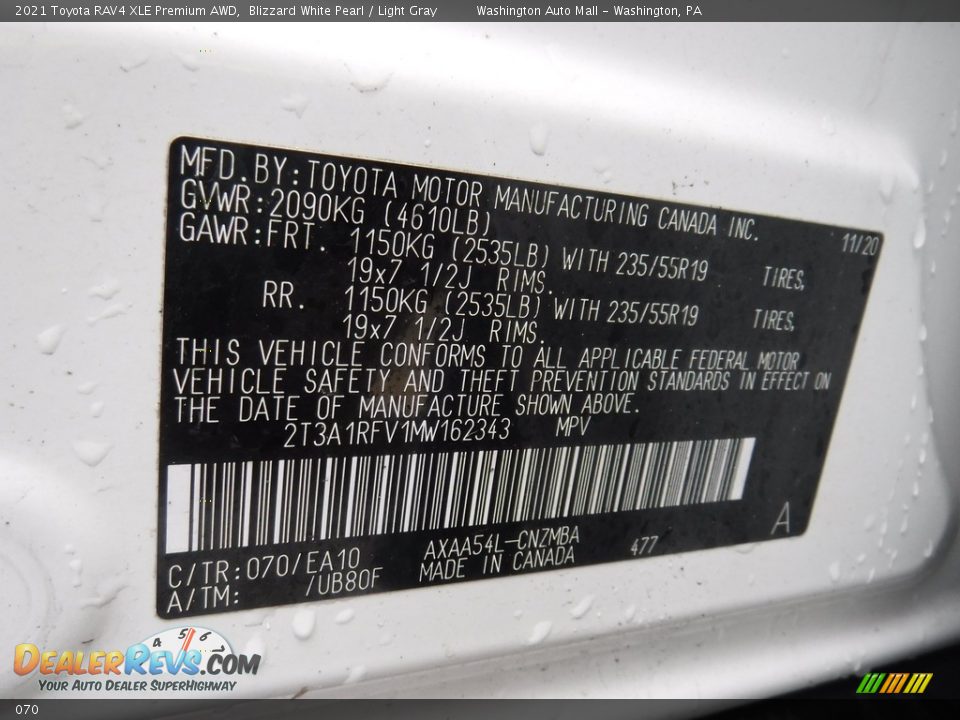 2021 Toyota RAV4 XLE Premium AWD, Blizzard White Pearl / Light Gray Washington Auto Mall - Washington, PA
MFD.BY:TOYOTA MOTOR MANUFACTURING CANADA INC. 11/20
GVWR:2090KG (4610LB)
GAWR:FRT. 1150KG (2535LB) WITH 235/55R19 TIRES,
19x7 1/2J RIMS.
RR. 1150KG (2535LB) WITH 235/55R19 TIRES,
19x7 1/2J RIMS.
THIS VEHICLE CONFORMS TO ALL APPLICABLE FEDERAL MOTOR
VEHICLE SAFETY AND THEFT PREVENTION STANDARDS IN EFFECT ON
THE DATE OF MANUFACTURE SHOWN ABOVE.
2T3A1RFV1MW162343 MPV
A
C/TR:070/EA10 AXAA54L-CNZMBA 477
A/TM: /UB80F MADE IN CANADA
4 5 6
DEALERREVS.COM
YOUR AUTO DEALER SUPERHIGHWAY
070